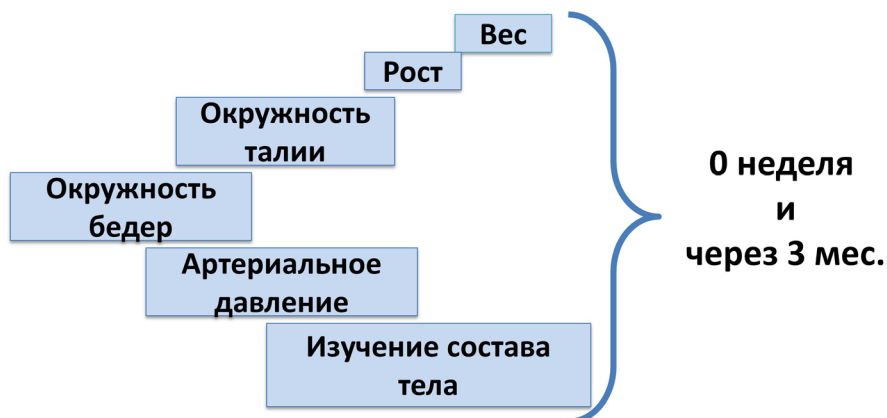 Вес
Рост
Окружность
талии
Окружность
бедер
Артериальное
давление
Изучение состава
тела
0 неделя
и
через 3 мес.